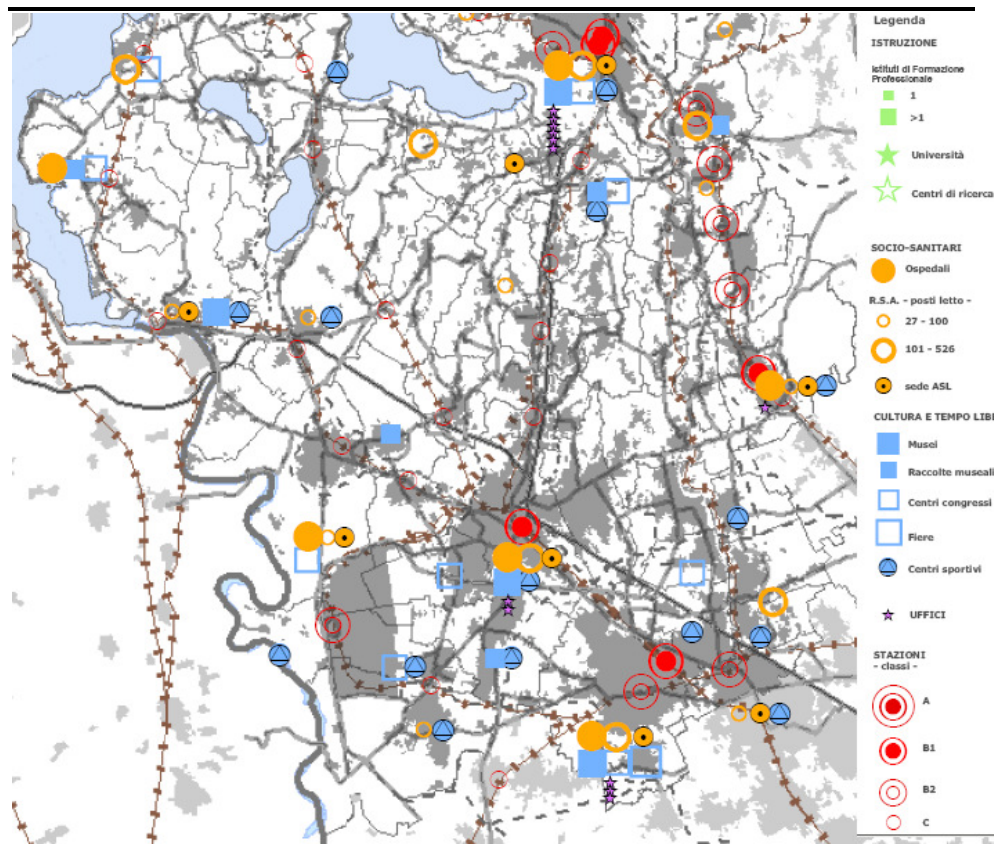 Legenda
ISTRUZIONE
Istituti di Formazione
Professionale
1
>1
Università
Centri di ricerca
SOCIO-SANITARI
Ospedali
R.S.A. - posti letto -
27 - 100
101 - 526
sede ASL
CULTURA E TEMPO LIBE
Musei
Raccolte museali
Centri congressi
Fiere
Centri sportivi
UFFICI
STAZIONI
- classi -
A
B1
B2
C